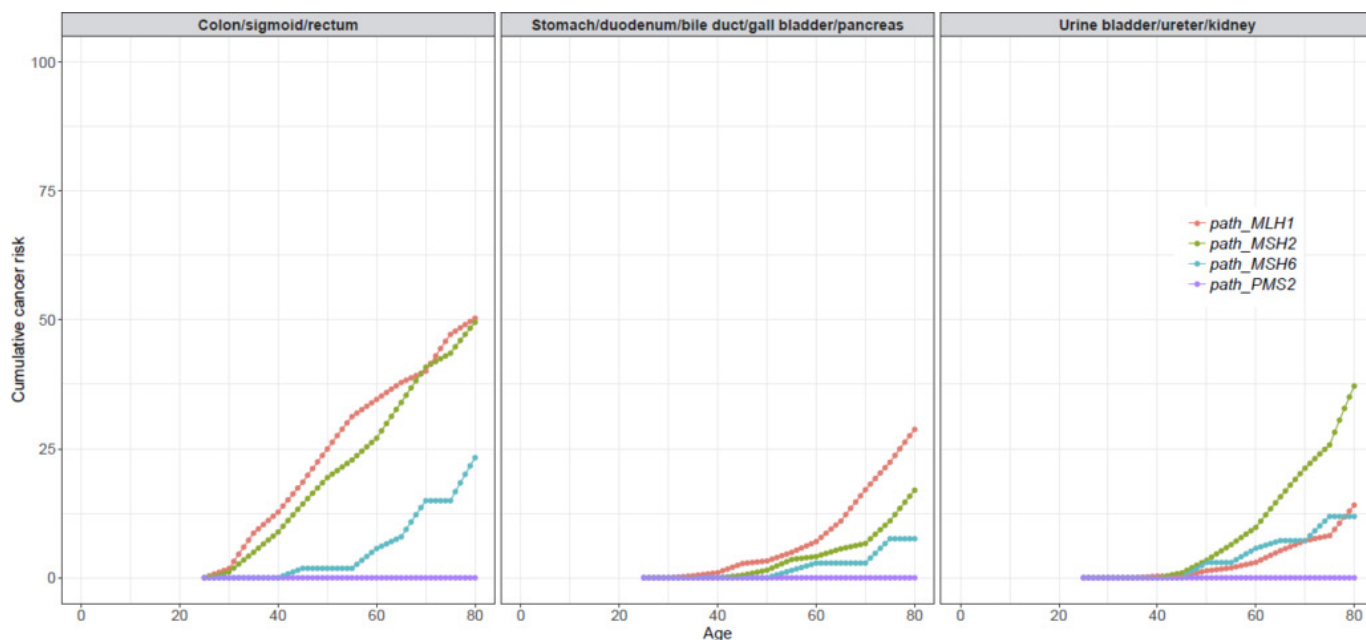 Colon/sigmoid/rectum
Stomach/duodenum/bile duct/gall bladder/pancreas
Urine bladder/ureter/kidney
Cumulative cancer risk
100
75
50
25
0
path_MLH1
path_MSH2
path_MSH6
path_PMS2
0 20 40 60 80
0 20 40 60 80
0 20 40 60 80
Age